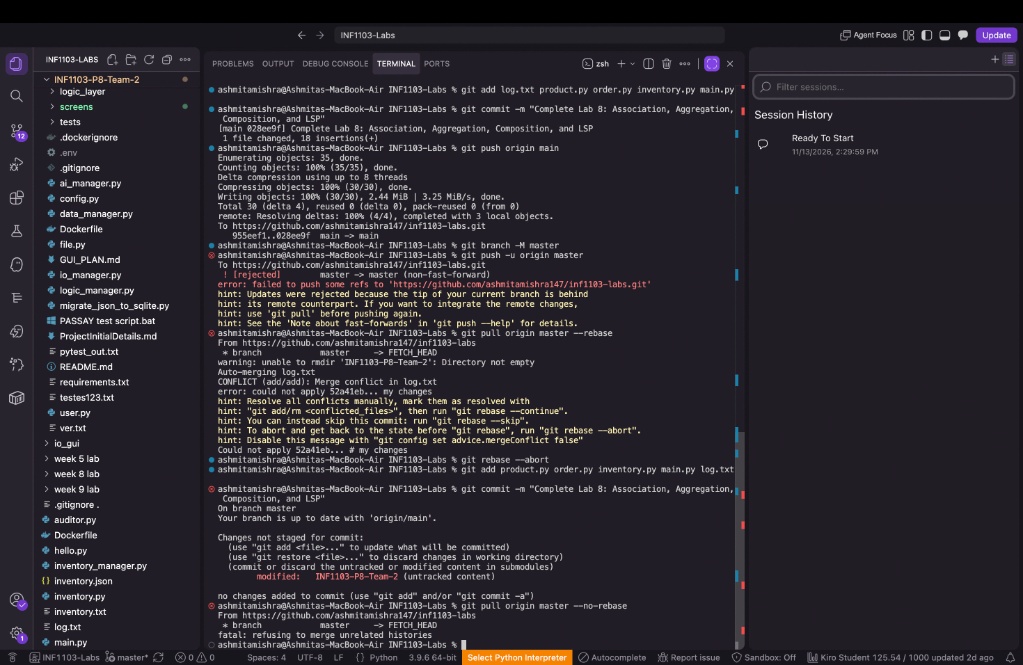 INF1103-Labs
Agent Focus
Update
INF1103-LABS
PROBLEMS
OUTPUT
DEBUG CONSOLE
TERMINAL
PORTS
zsh
INF1103-P8-Team-2
logic_layer
screens
tests
.dockerignore
.env
.gitignore
ai_manager.py
config.py
data_manager.py
Dockerfile
file.py
GUI_PLAN.md
io_manager.py
logic_manager.py
migrate_json_to_sqlite.py
PASSAY test script.bat
ProjectInitialDetails.md
pytest_out.txt
README.md
requirements.txt
testes123.txt
user.py
ver.txt
io_gui
week 5 lab
week 8 lab
week 9 lab
.gitignore .
auditor.py
Dockerfile
hello.py
inventory_manager.py
inventory.json
inventory.py
inventory.txt
log.txt
main.py
12
1
ashmitamishra@Ashmitas-MacBook-Air INF1103-Labs % git add log.txt product.py order.py inventory.py main.py
ashmitamishra@Ashmitas-MacBook-Air INF1103-Labs % git commit -m "Complete Lab 8: Association, Aggregation,
Composition, and LSP"
[main 028ee9f] Complete Lab 8: Association, Aggregation, Composition, and LSP
1 file changed, 18 insertions(+)
ashmitamishra@Ashmitas-MacBook-Air INF1103-Labs % git push origin main
Enumerating objects: 35, done.
Counting objects: 100% (35/35), done.
Delta compression using up to 8 threads
Compressing objects: 100% (30/30), done.
Writing objects: 100% (30/30), 2.44 MiB | 3.25 MiB/s, done.
Total 30 (delta 4), reused 0 (delta 0), pack-reused 0 (from 0)
remote: Resolving deltas: 100% (4/4), completed with 3 local objects.
To https://github.com/ashmitamishra147/inf1103-labs.git
955eef1..028ee9f  main -> main
ashmitamishra@Ashmitas-MacBook-Air INF1103-Labs % git branch -M master
ashmitamishra@Ashmitas-MacBook-Air INF1103-Labs % git push -u origin master
To https://github.com/ashmitamishra147/inf1103-labs.git
! [rejected]        master -> master (non-fast-forward)
error: failed to push some refs to 'https://github.com/ashmitamishra147/inf1103-labs.git'
hint: Updates were rejected because the tip of your current branch is behind
hint: its remote counterpart. If you want to integrate the remote changes,
hint: use 'git pull' before pushing again.
hint: See the 'Note about fast-forwards' in 'git push --help' for details.
ashmitamishra@Ashmitas-MacBook-Air INF1103-Labs % git pull origin master --rebase
From https://github.com/ashmitamishra147/inf1103-labs
* branch            master     -> FETCH_HEAD
warning: unable to rmdir 'INF1103-P8-Team-2': Directory not empty
Auto-merging log.txt
CONFLICT (add/add): Merge conflict in log.txt
error: could not apply 52a41eb... my changes
hint: Resolve all conflicts manually, mark them as resolved with
hint: "git add/rm <conflicted_files>", then run "git rebase --continue".
hint: You can instead skip this commit: run "git rebase --skip".
hint: To abort and get back to the state before "git rebase", run "git rebase --abort".
hint: Disable this message with "git config set advice.mergeConflict false"
Could not apply 52a41eb... # my changes
ashmitamishra@Ashmitas-MacBook-Air INF1103-Labs % git rebase --abort
ashmitamishra@Ashmitas-MacBook-Air INF1103-Labs % git add product.py order.py inventory.py main.py log.txt
ashmitamishra@Ashmitas-MacBook-Air INF1103-Labs % git commit -m "Complete Lab 8: Association, Aggregation,
Composition, and LSP"
On branch master
Your branch is up to date with 'origin/main'.
Changes not staged for commit:
(use "git add <file>..." to update what will be committed)
(use "git restore <file>..." to discard changes in working directory)
(commit or discard the untracked or modified content in submodules)
modified:   INF1103-P8-Team-2 (untracked content)
no changes added to commit (use "git add" and/or "git commit -a")
ashmitamishra@Ashmitas-MacBook-Air INF1103-Labs % git pull origin master --no-rebase
From https://github.com/ashmitamishra147/inf1103-labs
* branch            master     -> FETCH_HEAD
fatal: refusing to merge unrelated histories
ashmitamishra@Ashmitas-MacBook-Air INF1103-Labs %
Filter sessions...
Session History
Ready To Start
11/13/2026, 2:29:59 PM
INF1103-Labs
master*
0
0
Spaces: 4
UTF-8
LF
{} Python
3.9.6 64-bit
Select Python Interpreter
Autocomplete
Report issue
Sandbox: Off
Kiro Student 125.54 / 1000 updated 2d ago